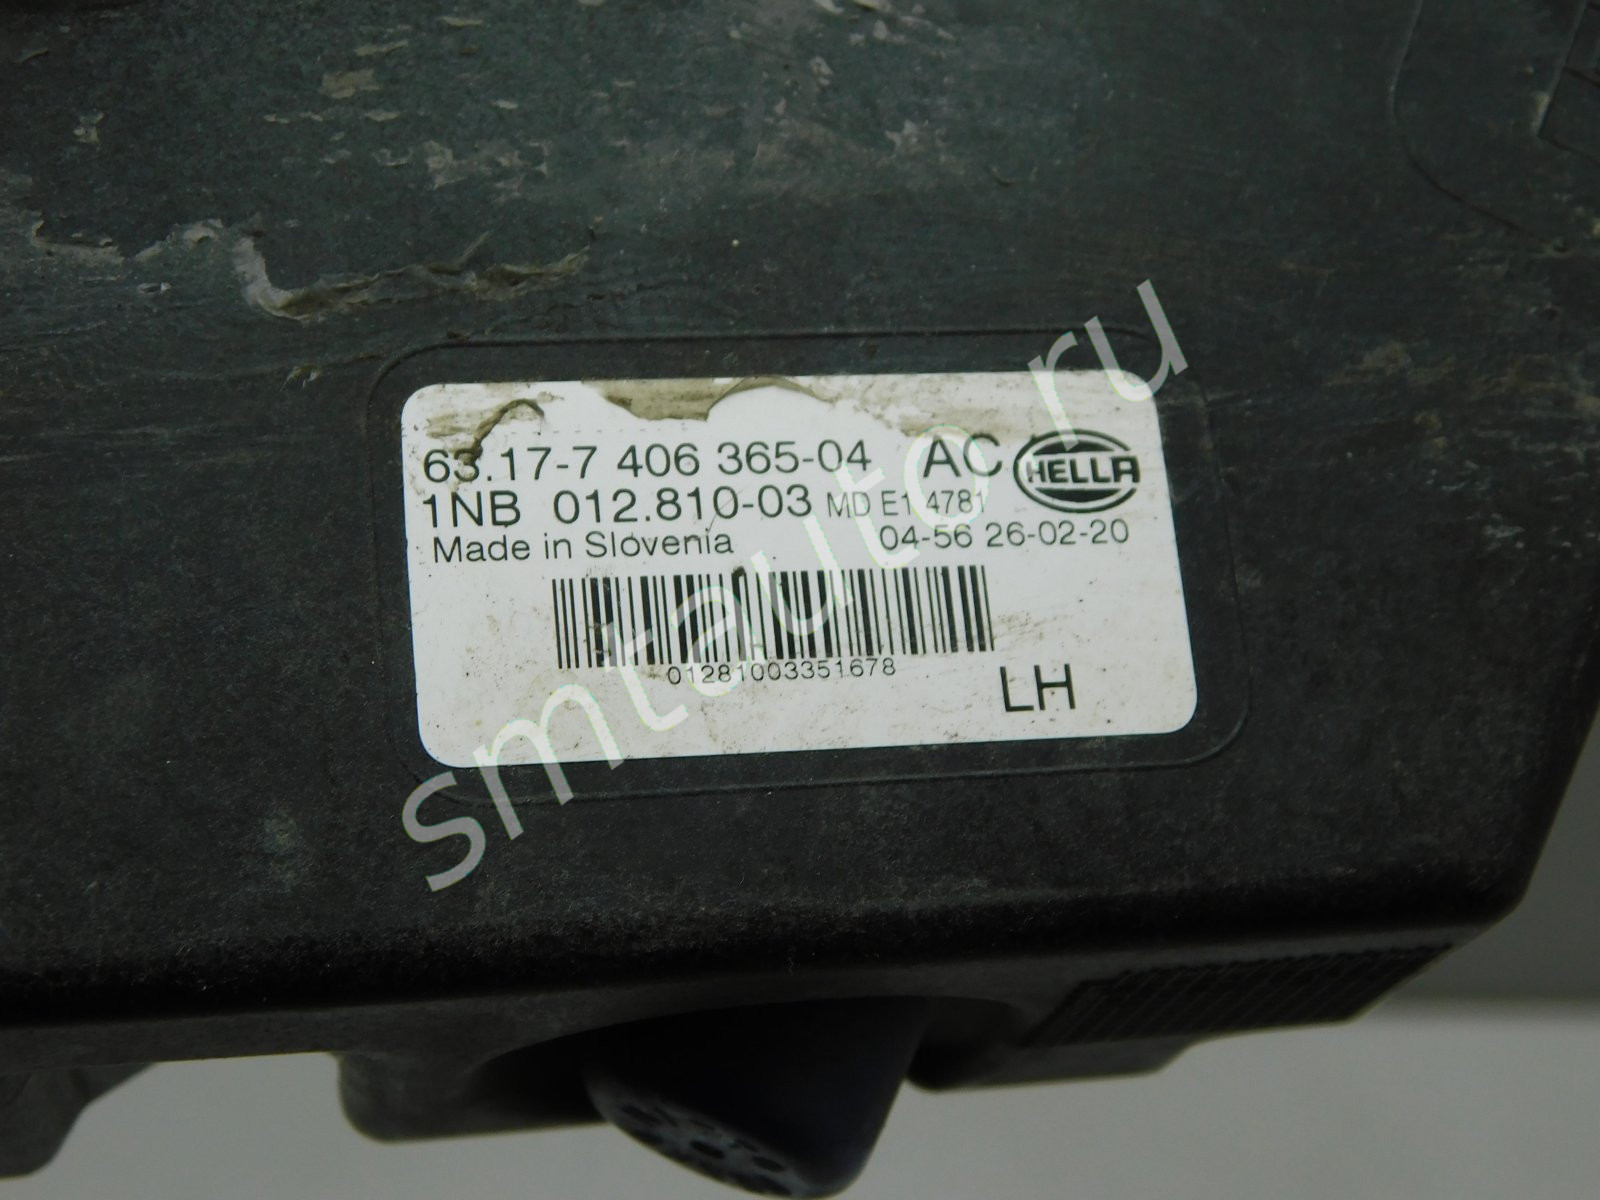 63.17-7 406 365-04 AC HELLA
1NB 012.810-03 MD E1 4781
Made in Slovenia 04-56 26-02-20
01281003351678
LH
smtauto.ru